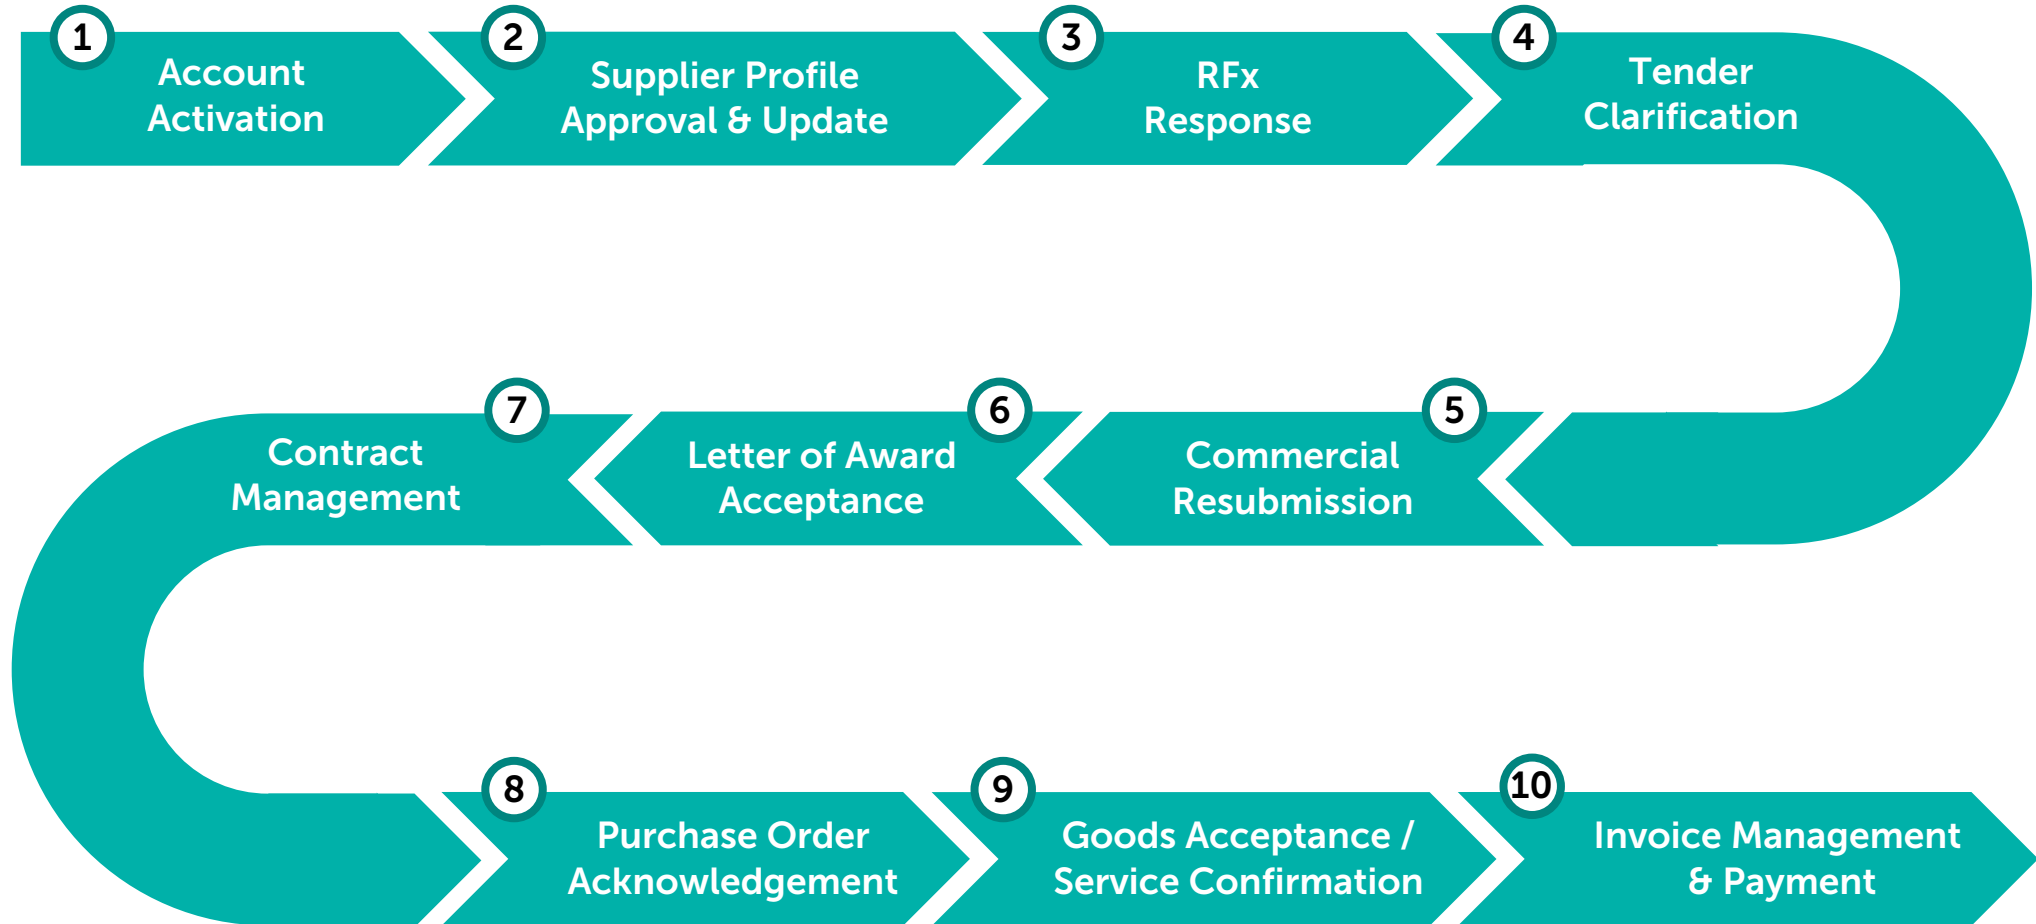 1
Account
Activation
2
Supplier Profile
Approval & Update
3
RFx
Response
4
Tender
Clarification
5
Commercial
Resubmission
6
Letter of Award
Acceptance
7
Contract
Management
8
Purchase Order
Acknowledgement
9
Goods Acceptance /
Service Confirmation
10
Invoice Management
& Payment